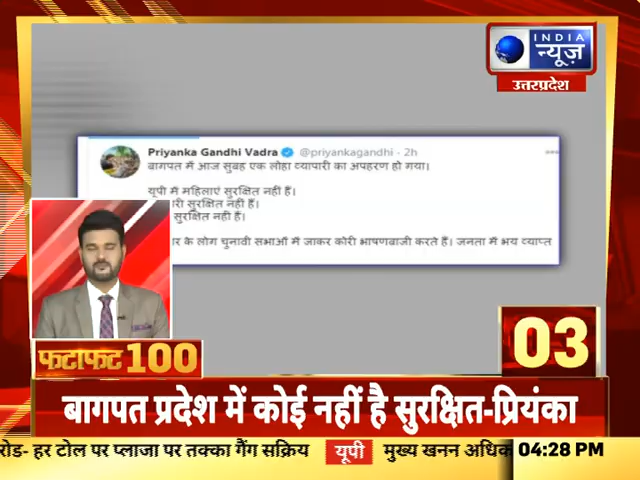 INDIA
न्यूज़
उत्तरप्रदेश
Priyanka Gandhi Vadra @priyankagandhi · 2h
बागपत में आज सुबह एक लोहा व्यापारी का अपहरण हो गया।
यूपी में महिलाएं सुरक्षित नहीं हैं।
पारी सुरक्षित नहीं हैं।
सुरक्षित नहीं हैं।
ार के लोग चुनावी सभाओं में जाकर कोरी भाषणबाजी करते हैं। जनता में भय व्याप्त
फटाफट 100
03
बागपत प्रदेश में कोई नहीं है सुरक्षित-प्रियंका
रोड- हर टोल पर प्लाजा पर तक्का गैंग सक्रिय यूपी मुख्य खनन अधिक 04:28 PM